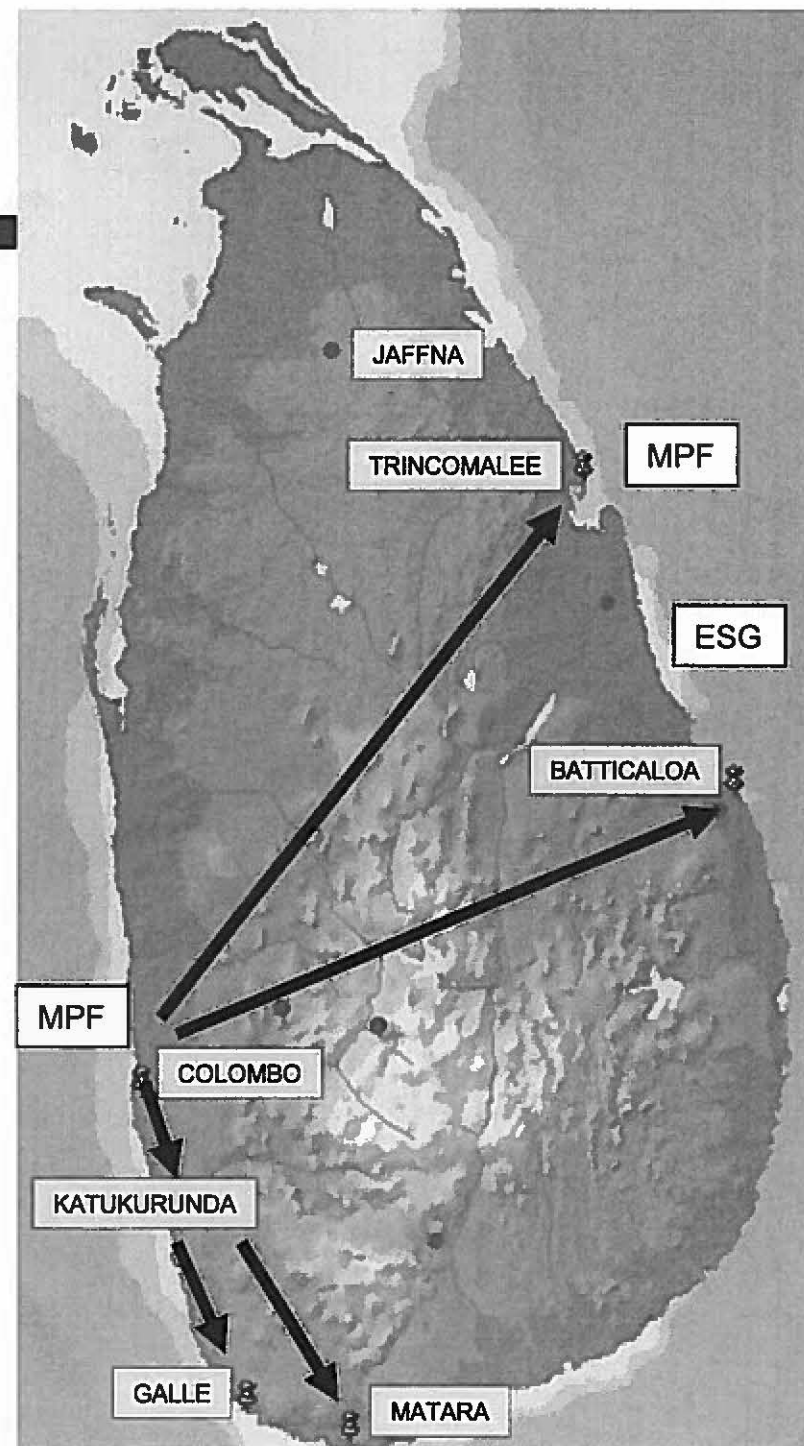 JAFFNA
TRINCOMALEE
MPF
ESG
BATTICALOA
MPF
COLOMBO
KATUKURUNDA
GALLE
MATARA